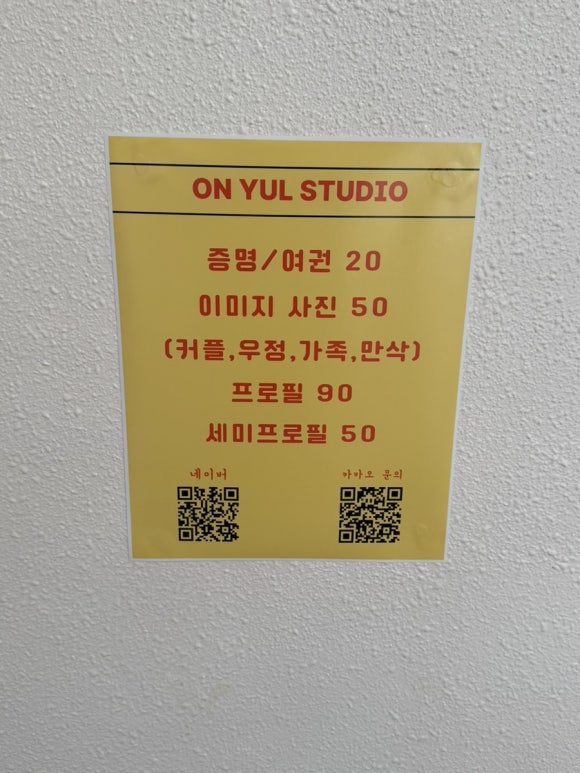 ON YUL STUDIO
증명/여권 20
이미지 사진 50
(커플,우정,가족,만삭)
프로필 90
세미프로필 50
네이버
카카오 문의